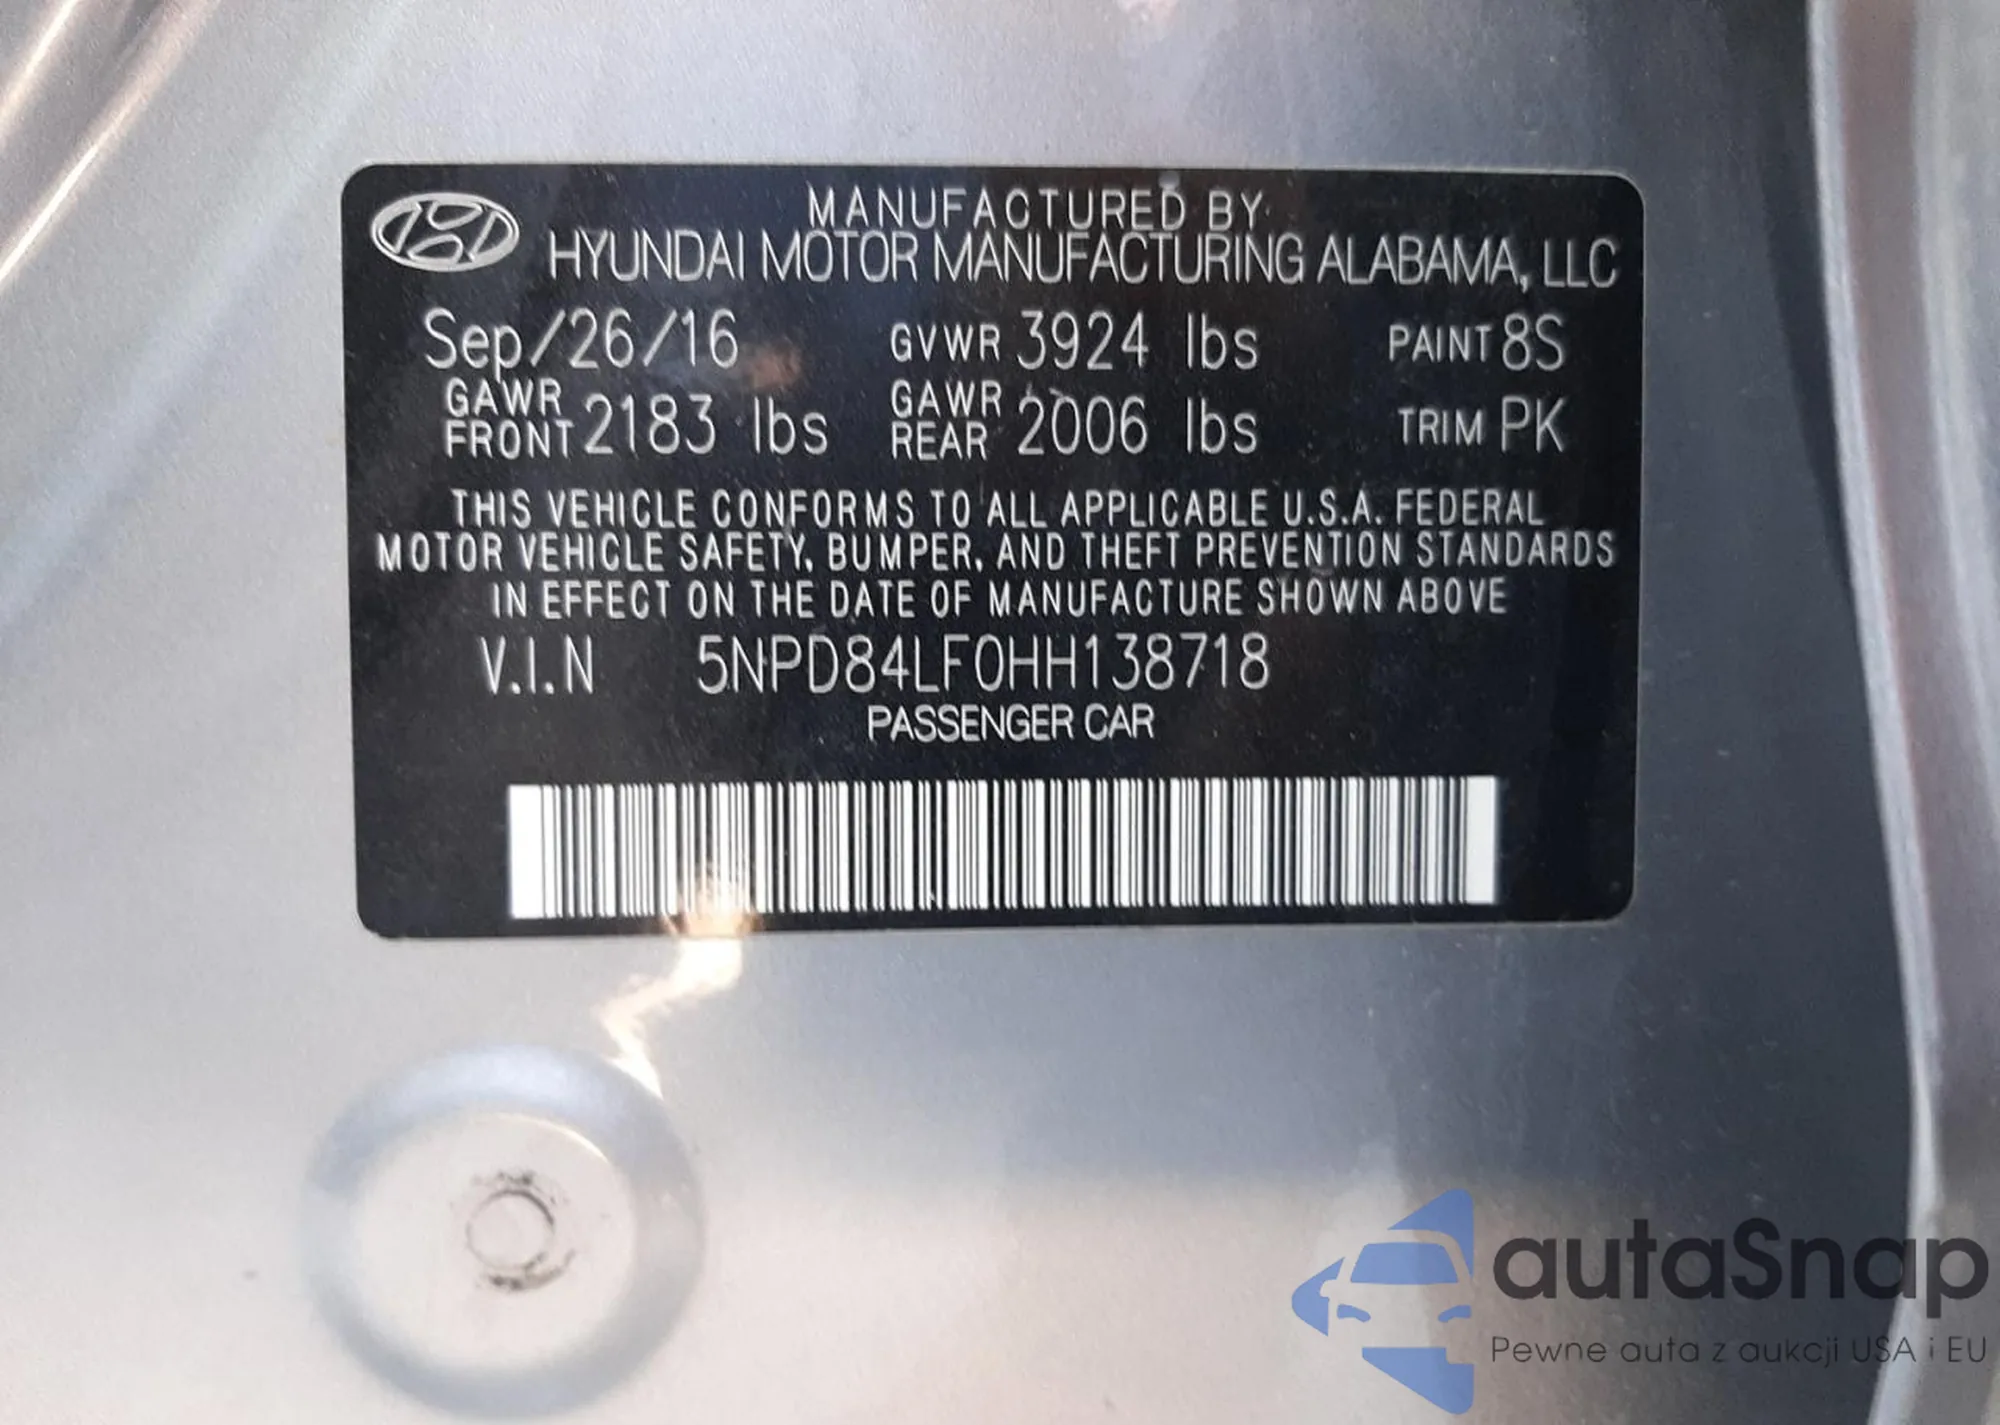 MANUFACTURED BY
HYUNDAI MOTOR MANUFACTURING ALABAMA, LLC
Sep/26/16 GVWR 3924 lbs PAINT 8S
GAWR FRONT 2183 lbs GAWR REAR 2006 lbs TRIM PK
THIS VEHICLE CONFORMS TO ALL APPLICABLE U.S.A. FEDERAL
MOTOR VEHICLE SAFETY, BUMPER, AND THEFT PREVENTION STANDARDS
IN EFFECT ON THE DATE OF MANUFACTURE SHOWN ABOVE
V.I.N 5NPD84LF0HH138718
PASSENGER CAR
autaSnap
Pewne auta z aukcji USA i EU